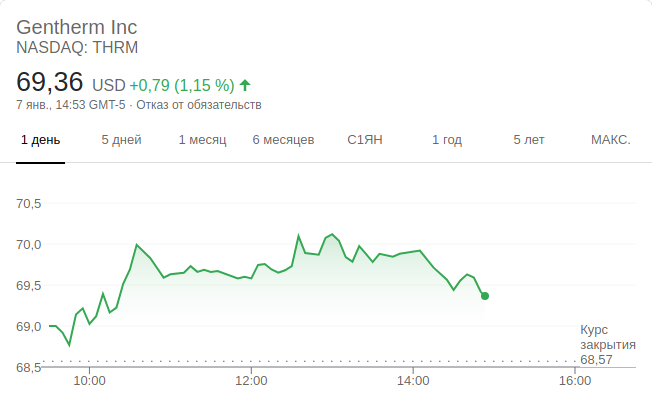 Gentherm Inc
NASDAQ: THRM
69,36 USD +0,79 (1,15 %)
7 янв., 14:53 GMT-5 · Отказ от обязательств
1 день 5 дней 1 месяц 6 месяцев С1ЯН 1 год 5 лет МАКС.
70,5
70,0
69,5
69,0
68,5
Курс
закрытия
68,57
10:00 12:00 14:00 16:00